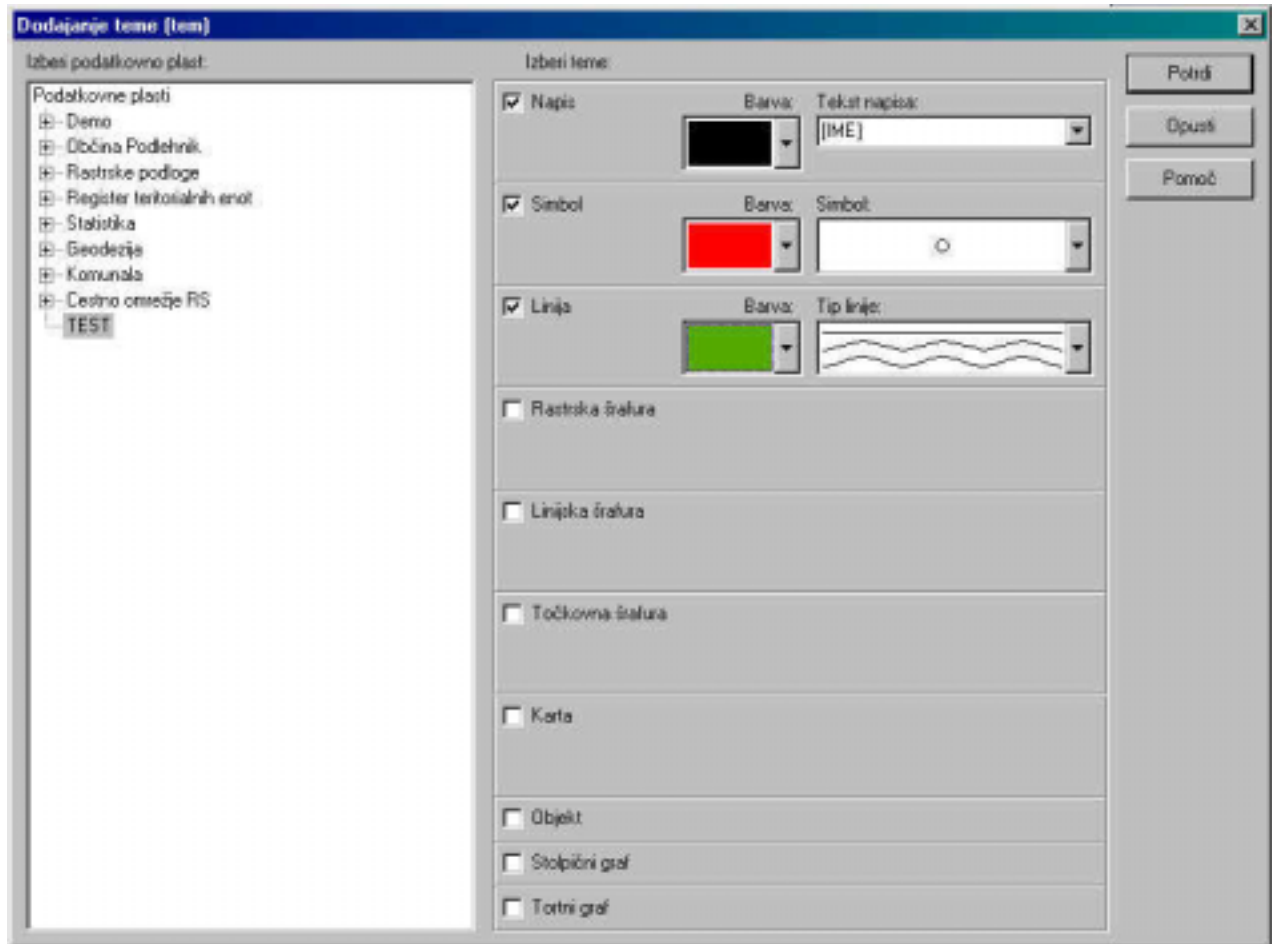 Dodajanje teme (tem)
Izberi podatkovno plast:
Podatkovne plasti
Demo
Občina Podlehnik
Rastrske podloge
Register teritorialnih enot
Statistika
Geodezija
Komunala
Cestno omrežje RS
TEST
Izberi teme:
Napis Barva: Tekst napisa:
[IME]
Simbol Barva: Simbol:
Linija Barva: Tip linije:
Rastrska šrafura
Linijska šrafura
Točkovna šrafura
Karta
Objekt
Stolpični graf
Tortni graf
Potrdi
Opusti
Pomoč